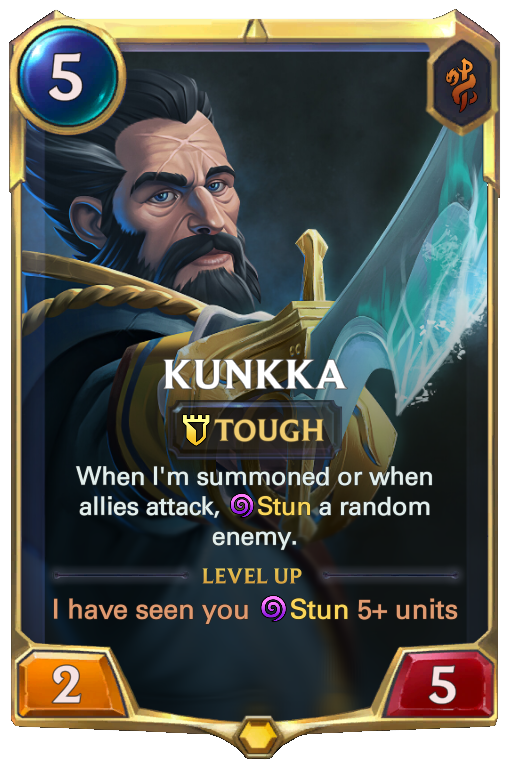 5
KUNKKA
TOUGH
When I'm summoned or when
allies attack, Stun a random
enemy.
LEVEL UP
I have seen you Stun 5+ units
2
5